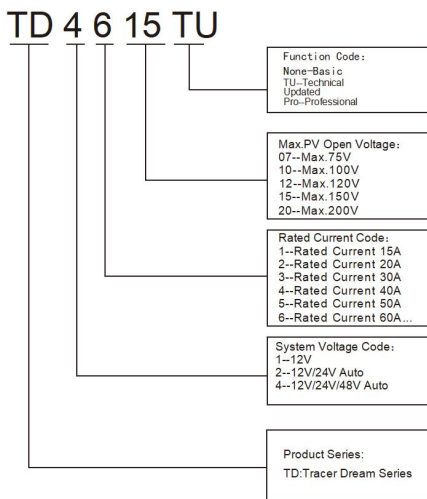 TD 4 6 15 TU
Function Code:
None-Basic
TU--Technical
Updated
Pro--Professional
Max.PV Open Voltage:
07--Max.75V
10--Max.100V
12--Max.120V
15--Max.150V
20--Max.200V
Rated Current Code:
1--Rated Current 15A
2--Rated Current 20A
3--Rated Current 30A
4--Rated Current 40A
5--Rated Current 50A
6--Rated Current 60A...
System Voltage Code:
1--12V
2--12V/24V Auto
4--12V/24V/48V Auto
Product Series:
TD:Tracer Dream Series